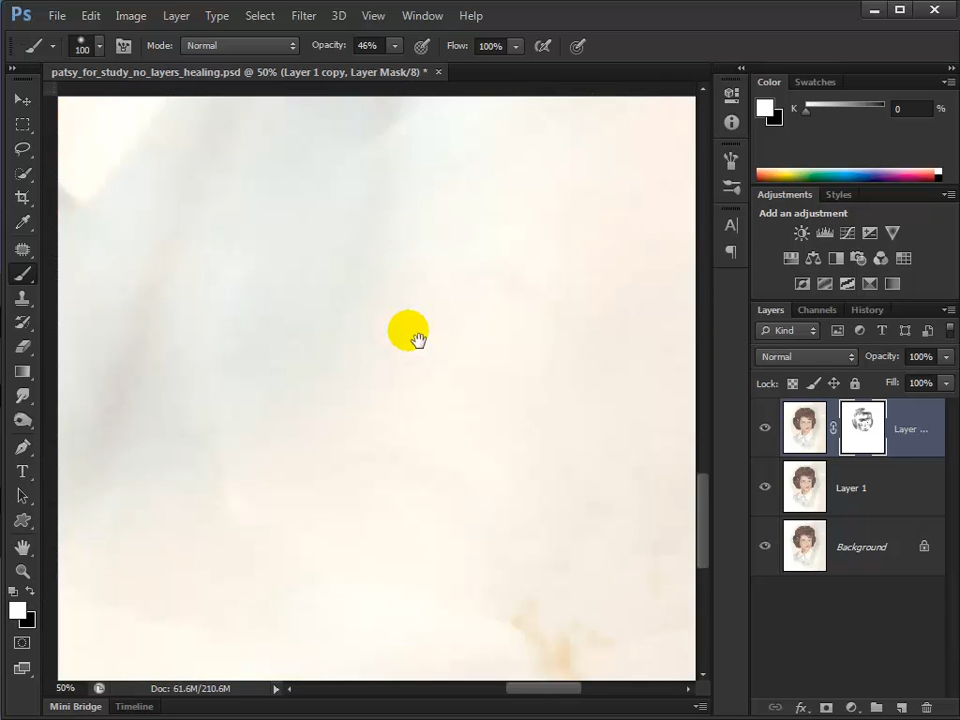 Ps File Edit Image Layer Type Select Filter 3D View Window Help
100 Mode: Normal Opacity: 46% Flow: 100%
patsy_for_study_no_layers_healing.psd @ 50% (Layer 1 copy, Layer Mask/8) * ×
Color Swatches
K 0 %
Adjustments Styles
Add an adjustment
A
Layers Channels History
Kind T
Normal Opacity: 100%
Lock: Fill: 100%
Layer ...
Layer 1
Background
T
50% Doc: 61.6M/210.6M
Mini Bridge Timeline
fx